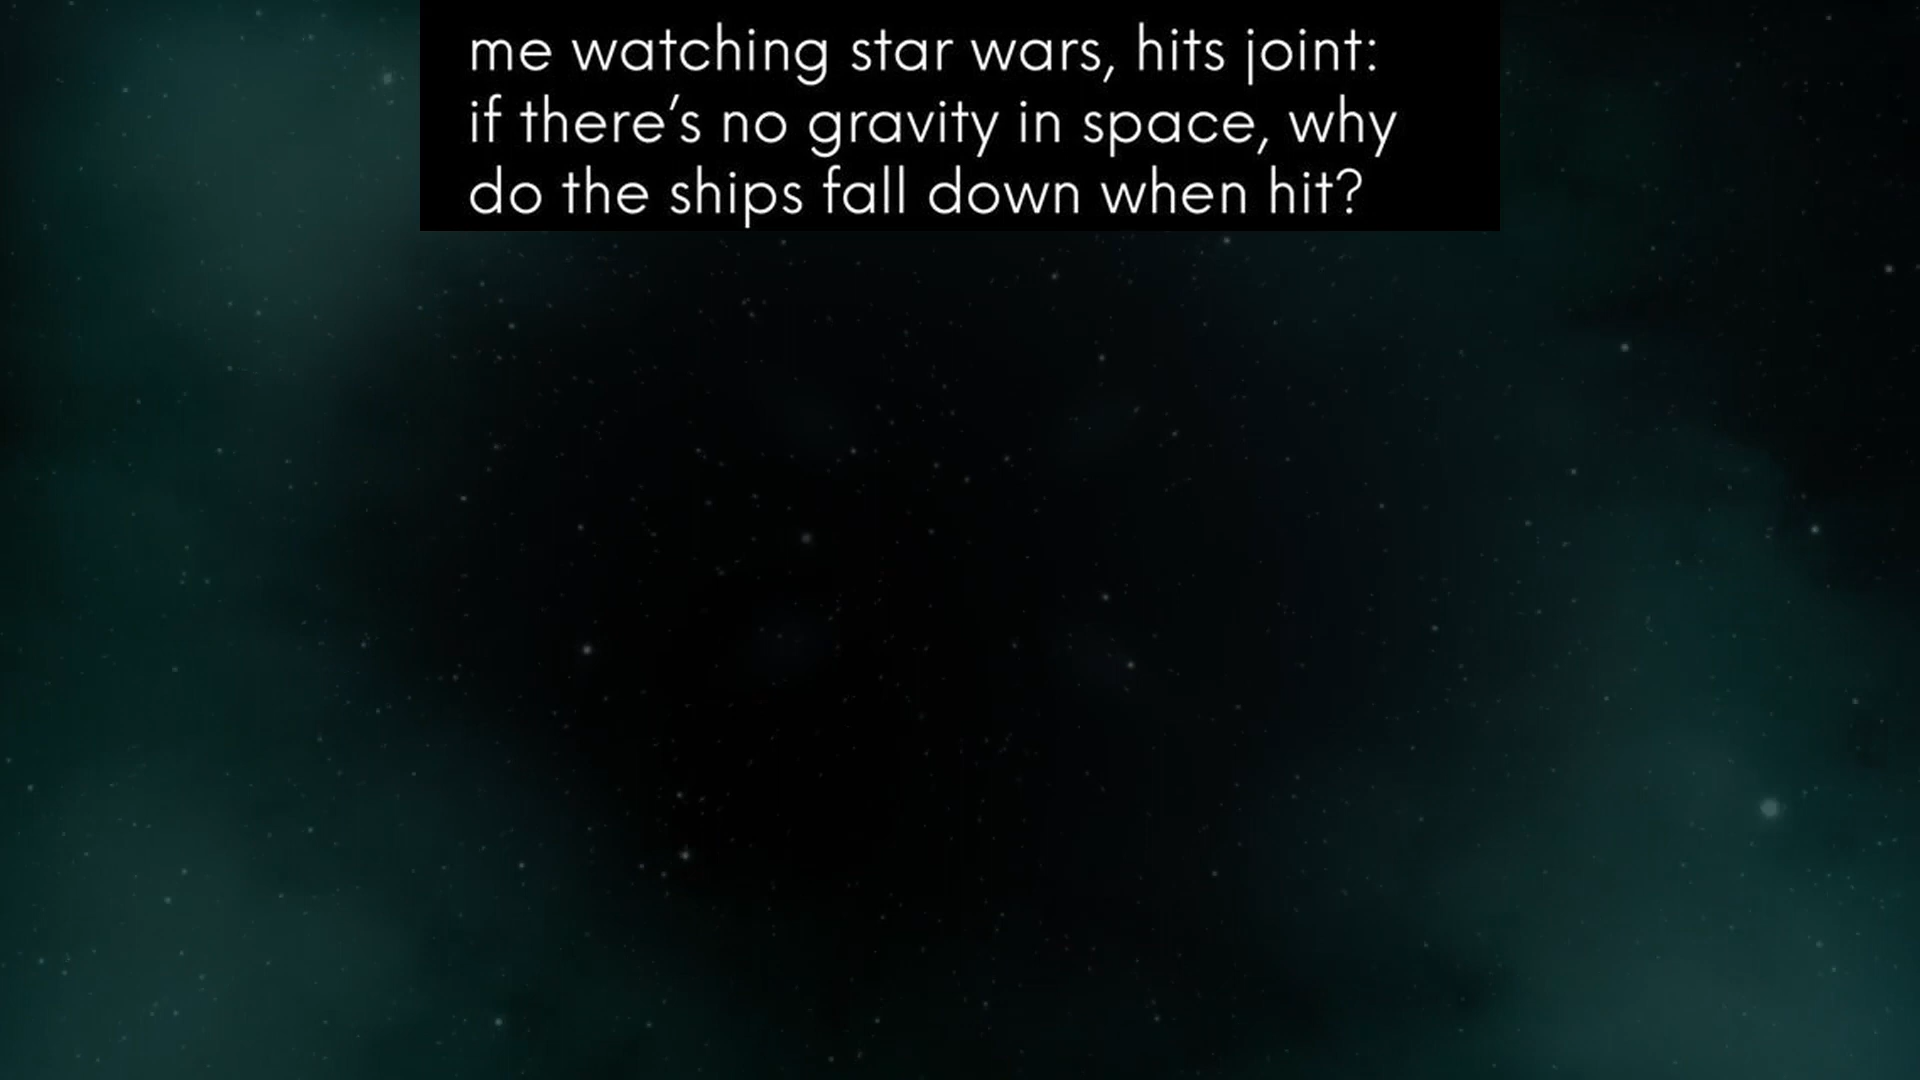 me watching star wars, hits joint:
if there’s no gravity in space, why
do the ships fall down when hit?